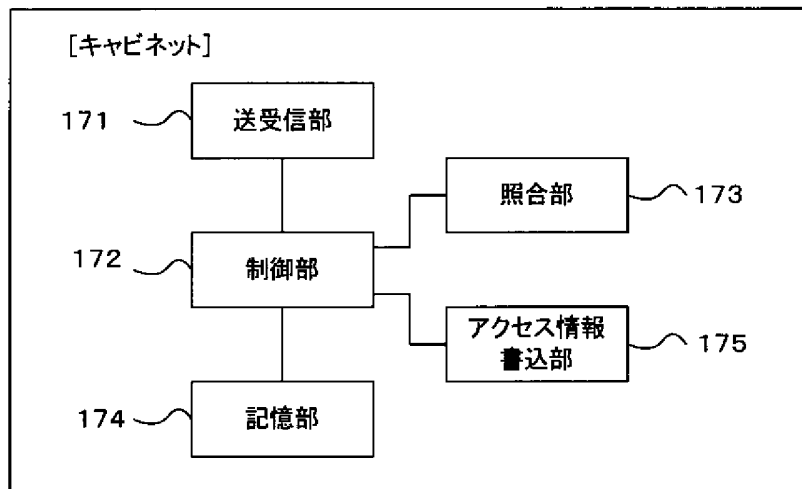 [キャビネット]
171
送受信部
照合部
173
172
制御部
アクセス情報
書込部
175
174
記憶部